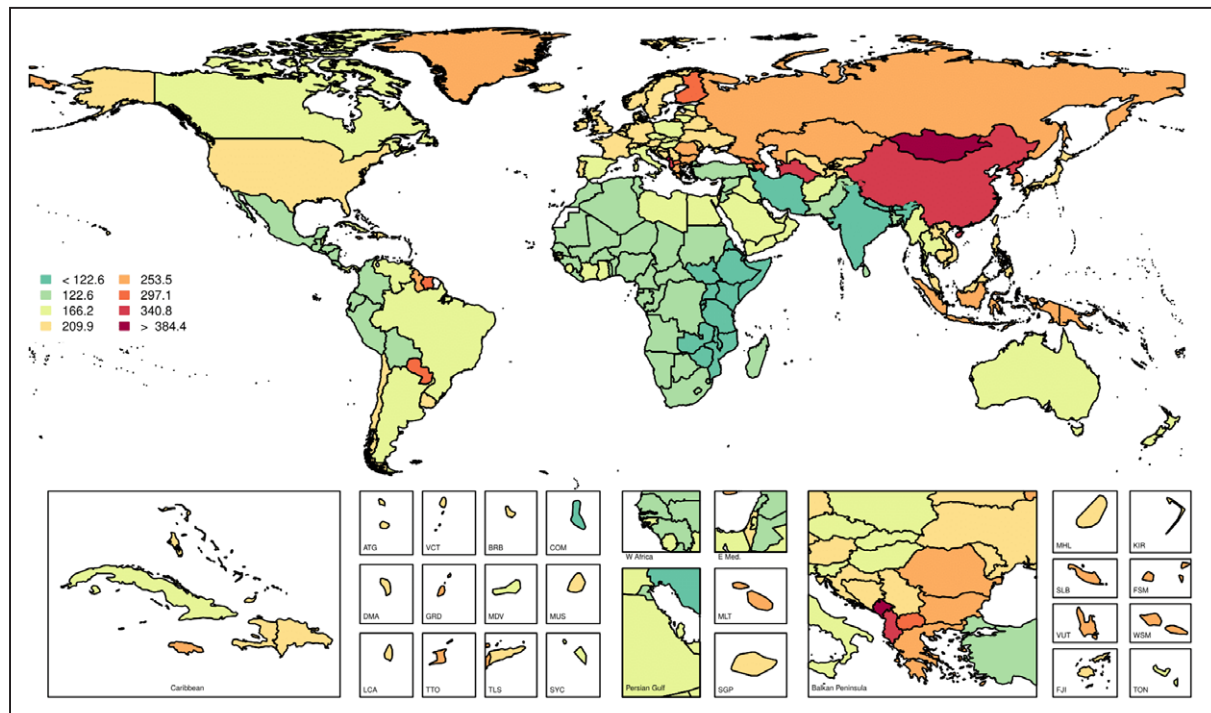 < 122.6 253.5
122.6 297.1
166.2 340.8
209.9 > 384.4
Caribbean
ATG VCT BRB COM
DMA GRD MDV MUS
LCA TTO TLS SYC
W Africa E Med.
Persian Gulf
MLT
SGP
Balkan Peninsula
MHL KIR
SLB FSM
VUT WSM
FJI TON